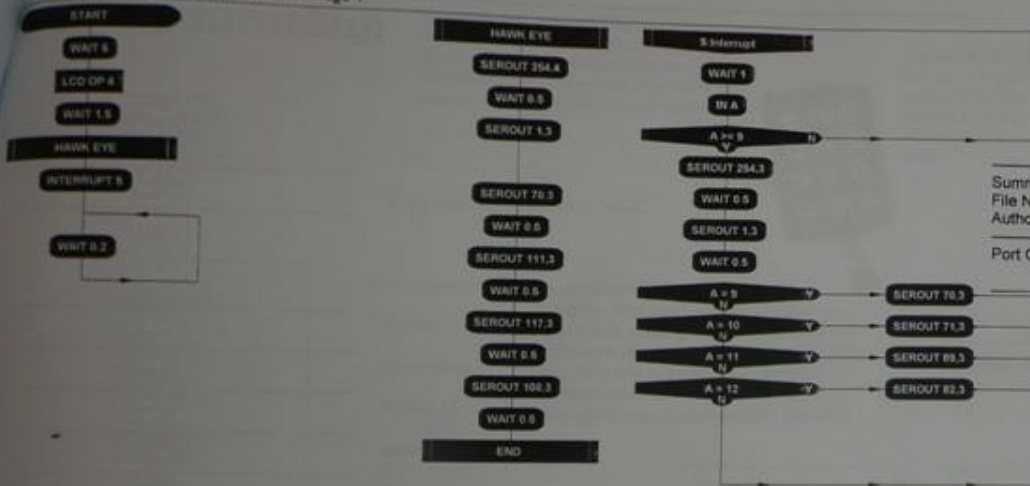 START
WAIT 5
LCD OP 4
WAIT 1.5
HAWK EYE
INTERRUPT 5
WAIT 0.2
HAWK EYE
SEROUT 254,4
WAIT 0.5
SEROUT 1,3
SEROUT 70,3
WAIT 0.5
SEROUT 111,3
WAIT 0.5
SEROUT 117,3
WAIT 0.5
SEROUT 100,3
WAIT 0.5
END
S:Interrupt
WAIT 1
IN A
A >= 9 N
Y
SEROUT 254,3
WAIT 0.5
SEROUT 1,3
WAIT 0.5
A = 9 Y
N
SEROUT 70,3
A = 10 Y
N
SEROUT 71,3
A = 11 Y
N
SEROUT 89,3
A = 12 Y
N
SEROUT 82,3
Summ
File N
Autho
Port